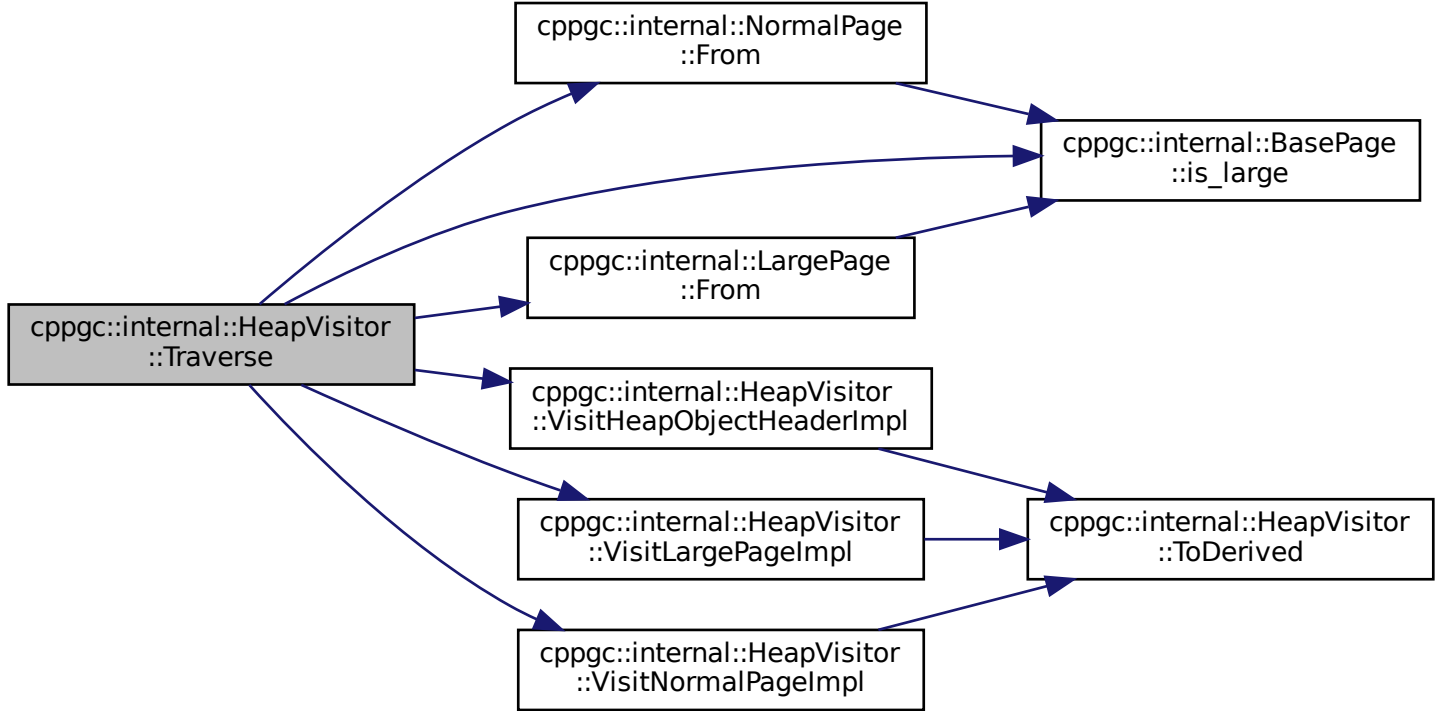 cppgc::internal::NormalPage
::From
cppgc::internal::BasePage
::is_large
cppgc::internal::LargePage
::From
cppgc::internal::HeapVisitor
::Traverse
cppgc::internal::HeapVisitor
::VisitHeapObjectHeaderImpl
cppgc::internal::HeapVisitor
::VisitLargePageImpl
cppgc::internal::HeapVisitor
::ToDerived
cppgc::internal::HeapVisitor
::VisitNormalPageImpl